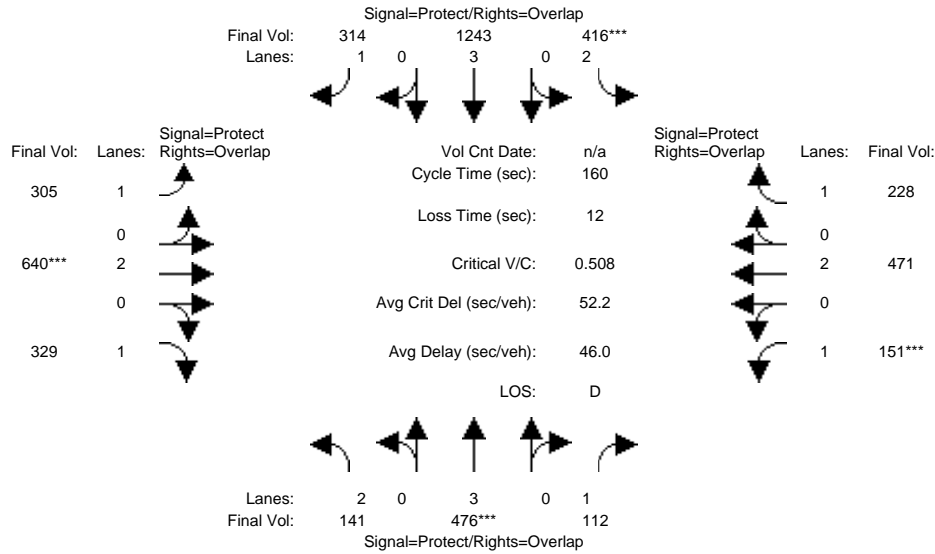 Signal=Protect/Rights=Overlap
Final Vol: 314 1243 416***
Lanes: 1 0 3 0 2
Signal=Protect
Final Vol: Lanes: Rights=Overlap
Vol Cnt Date: n/a
Signal=Protect
Rights=Overlap Lanes: Final Vol:
Cycle Time (sec): 160
305 1
1 228
Loss Time (sec): 12
0
0
640*** 2
Critical V/C: 0.508
2 471
0
Avg Crit Del (sec/veh): 52.2
0
329 1
Avg Delay (sec/veh): 46.0
1 151***
LOS: D
Lanes: 2 0 3 0 1
Final Vol: 141 476*** 112
Signal=Protect/Rights=Overlap